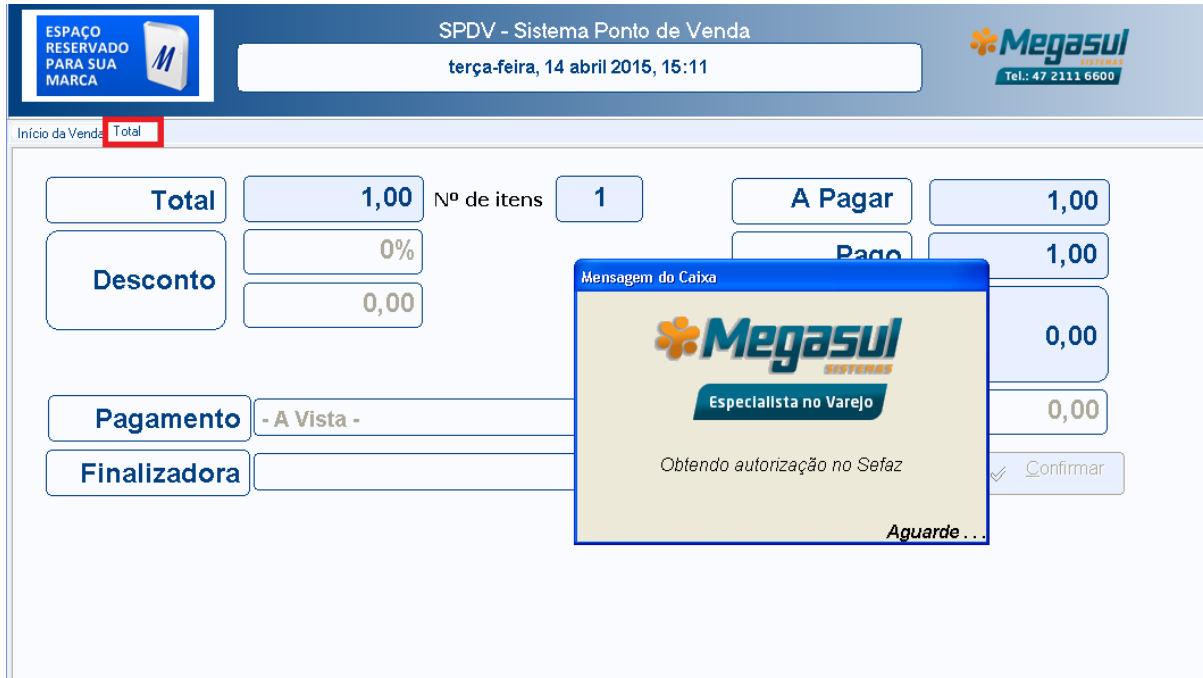 ESPAÇO
RESERVADO
PARA SUA
MARCA
M
SPDV - Sistema Ponto de Venda
terça-feira, 14 abril 2015, 15:11
Megasul
SISTEMAS
Tel.: 47 2111 6600
Início da Venda Total
Total 1,00 Nº de itens 1 A Pagar 1,00
Desconto 0% Pago 1,00
0,00 0,00
Mensagem do Caixa
Megasul
SISTEMAS
Especialista no Varejo
Obtendo autorização no Sefaz
Aguarde . . .
Pagamento - A Vista - 0,00
Finalizadora Confirmar